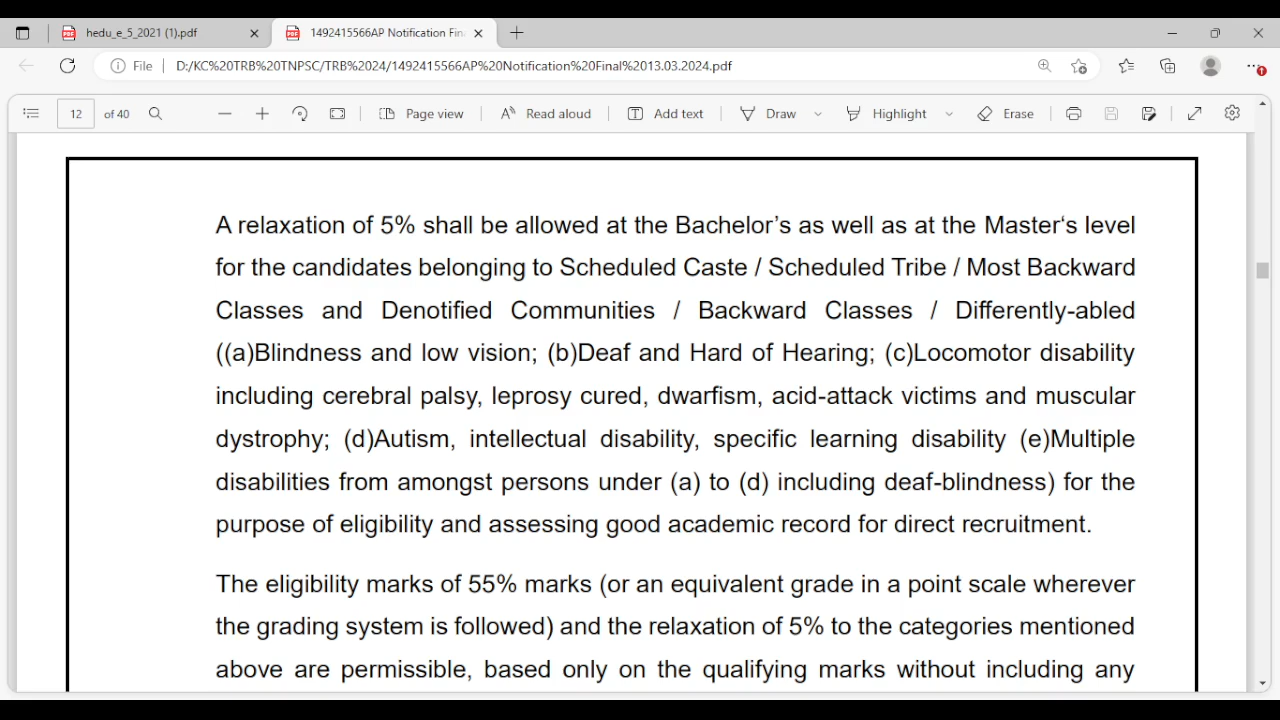 hedu_e_5_2021 (1).pdf
1492415566AP Notification Fin
File
D:/KC%20TRB%20TNPSC/TRB%2024/1492415566AP%20Notification%20Final%2013.03.2024.pdf
12 of 40 Page view Read aloud Add text Draw Highlight Erase
A relaxation of 5% shall be allowed at the Bachelor’s as well as at the Master‘s level
for the candidates belonging to Scheduled Caste / Scheduled Tribe / Most Backward
Classes and Denotified Communities / Backward Classes / Differently-abled
((a)Blindness and low vision; (b)Deaf and Hard of Hearing; (c)Locomotor disability
including cerebral palsy, leprosy cured, dwarfism, acid-attack victims and muscular
dystrophy; (d)Autism, intellectual disability, specific learning disability (e)Multiple
disabilities from amongst persons under (a) to (d) including deaf-blindness) for the
purpose of eligibility and assessing good academic record for direct recruitment.
The eligibility marks of 55% marks (or an equivalent grade in a point scale wherever
the grading system is followed) and the relaxation of 5% to the categories mentioned
above are permissible, based only on the qualifying marks without including any